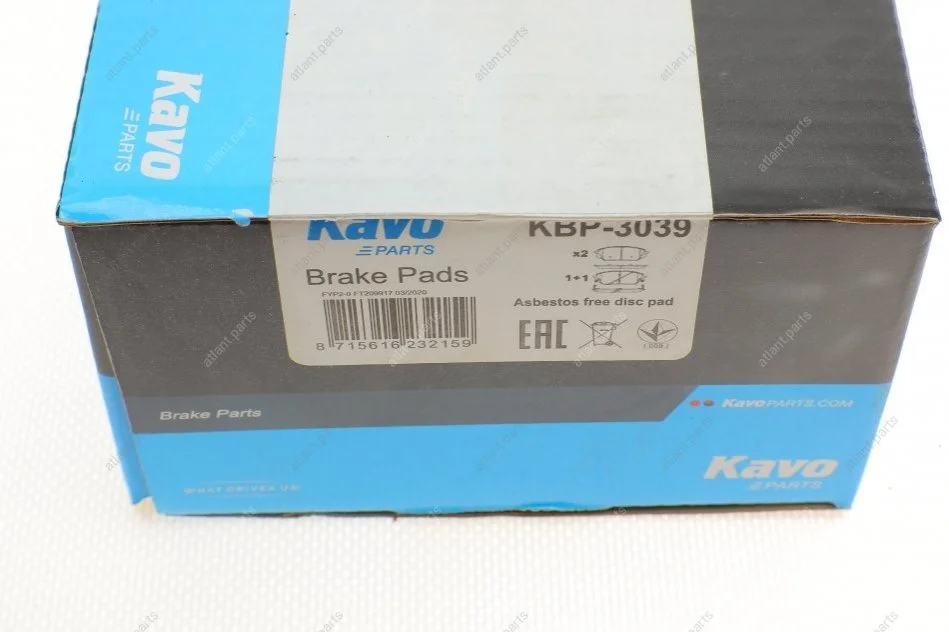 Kavo
PARTS
Kavo
PARTS
KBP-3039
x2
1+1
Brake Pads
FYP2-0 FT209917 03/2020
Asbestos free disc pad
8 715616 232159
EAC
(.009.)
Brake Parts
KavoPARTS.COM
Kavo
PARTS
WHAT DRIVES U?
atlant.parts